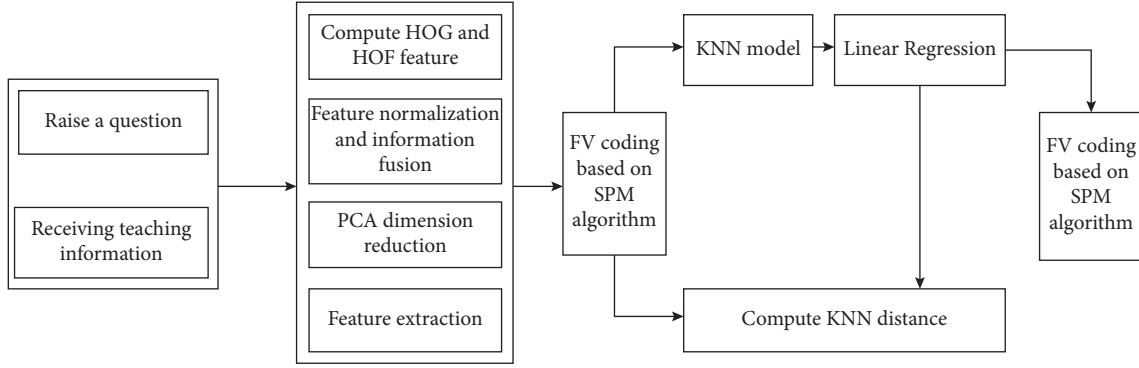 Raise a question
Receiving teaching
information
Compute HOG and
HOF feature
Feature normalization
and information
fusion
PCA dimension
reduction
Feature extraction
FV coding
based on
SPM
algorithm
KNN model
Linear Regression
Compute KNN distance
FV coding
based on
SPM
algorithm